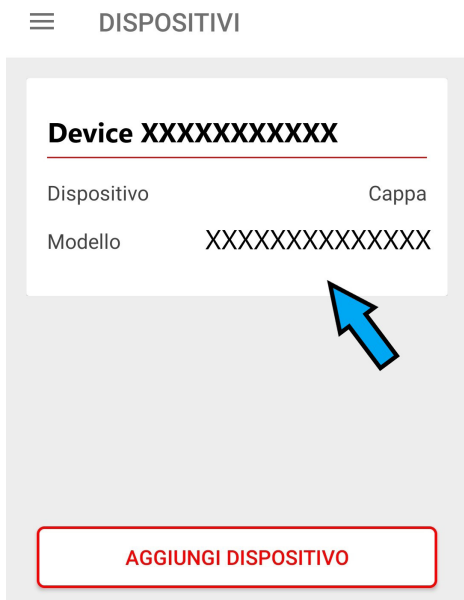 DISPOSITIVI
Device XXXXXXXXXXX
Dispositivo Cappa
Modello XXXXXXXXXXXXXX
AGGIUNGI DISPOSITIVO